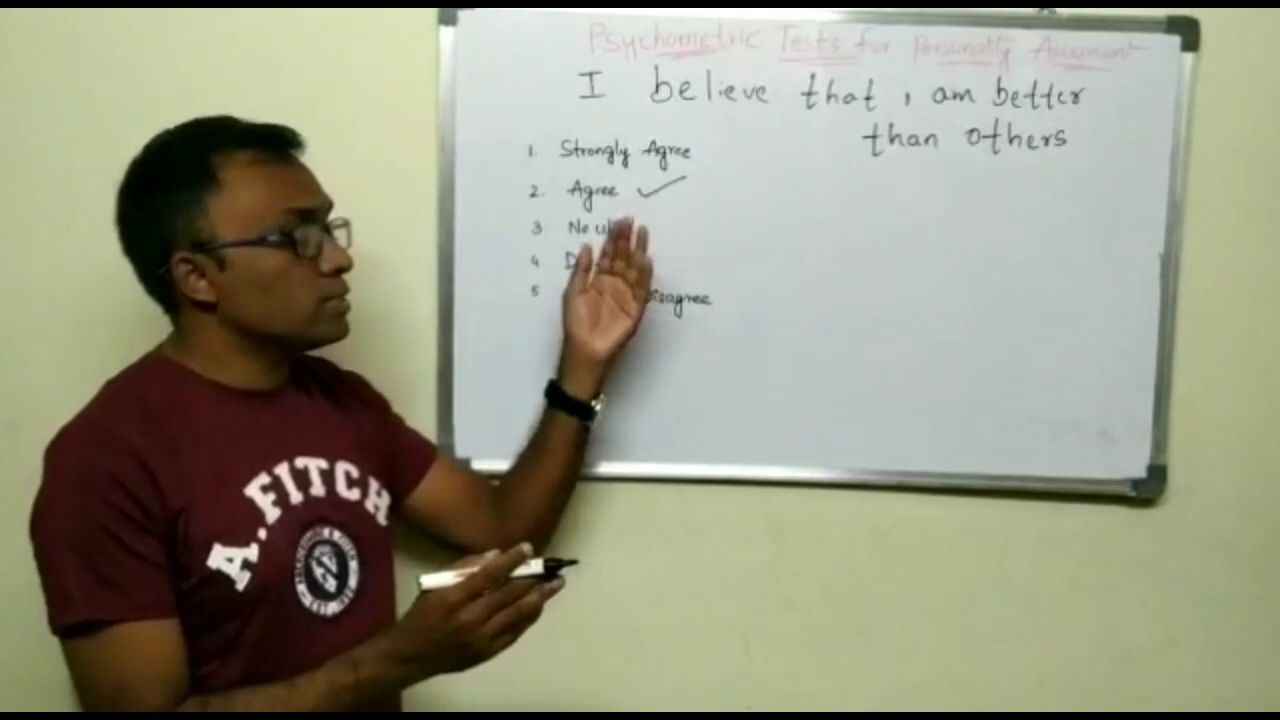 Psychometric Tests for Personality Assessment
I believe that I am better
than others
1. Strongly Agree
2. Agree ✓
3 Neu
4 D
5 Disagree
A. FITCH